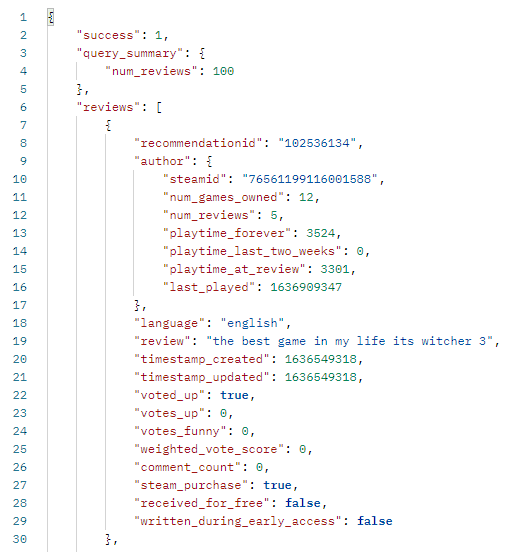 1 {
2 "success": 1,
3 "query_summary": {
4 "num_reviews": 100
5 },
6 "reviews": [
7 {
8 "recommendationid": "102536134",
9 "author": {
10 "steamid": "76561199116001588",
11 "num_games_owned": 12,
12 "num_reviews": 5,
13 "playtime_forever": 3524,
14 "playtime_last_two_weeks": 0,
15 "playtime_at_review": 3301,
16 "last_played": 1636909347
17 },
18 "language": "english",
19 "review": "the best game in my life its witcher 3",
20 "timestamp_created": 1636549318,
21 "timestamp_updated": 1636549318,
22 "voted_up": true,
23 "votes_up": 0,
24 "votes_funny": 0,
25 "weighted_vote_score": 0,
26 "comment_count": 0,
27 "steam_purchase": true,
28 "received_for_free": false,
29 "written_during_early_access": false
30 },